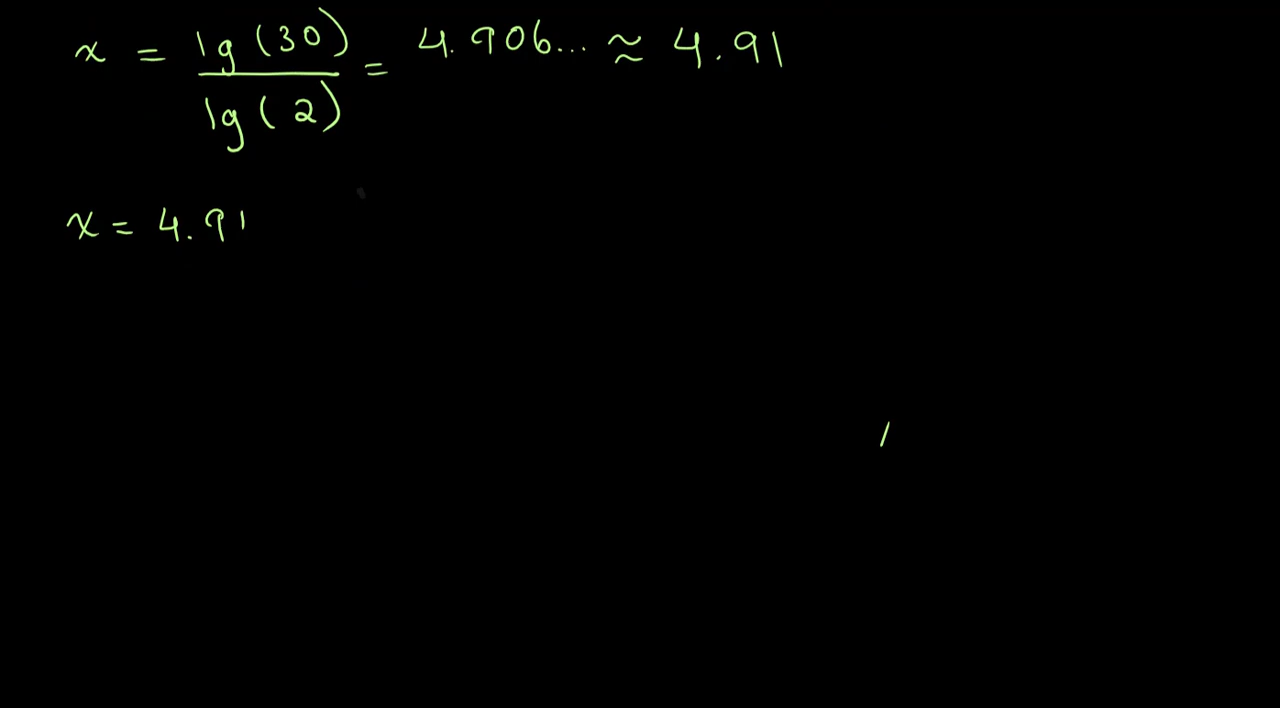 x = lg(30)/lg(2) = 4.906... ≈ 4.91
x = 4.91